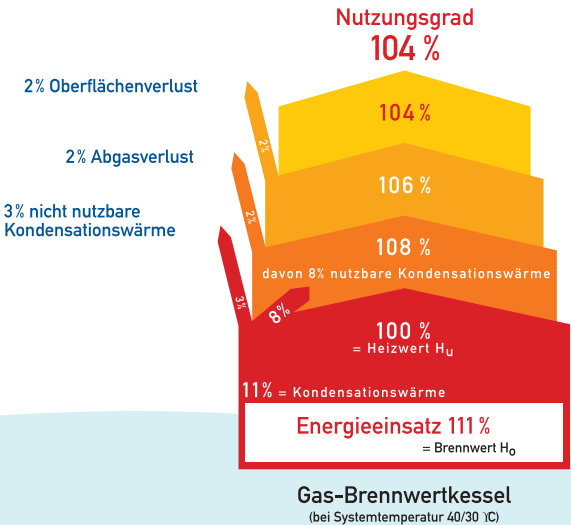 Nutzungsgrad
104 %
2% Oberflächenverlust
2%
104 %
2% Abgasverlust
2%
106 %
3% nicht nutzbare
Kondensationswärme
3%
108 %
davon 8% nutzbare Kondensationswärme
8%
100 %
= Heizwert Hu
11% = Kondensationswärme
Energieeinsatz 111 %
= Brennwert Ho
Gas-Brennwertkessel
(bei Systemtemperatur 40/30 °C)